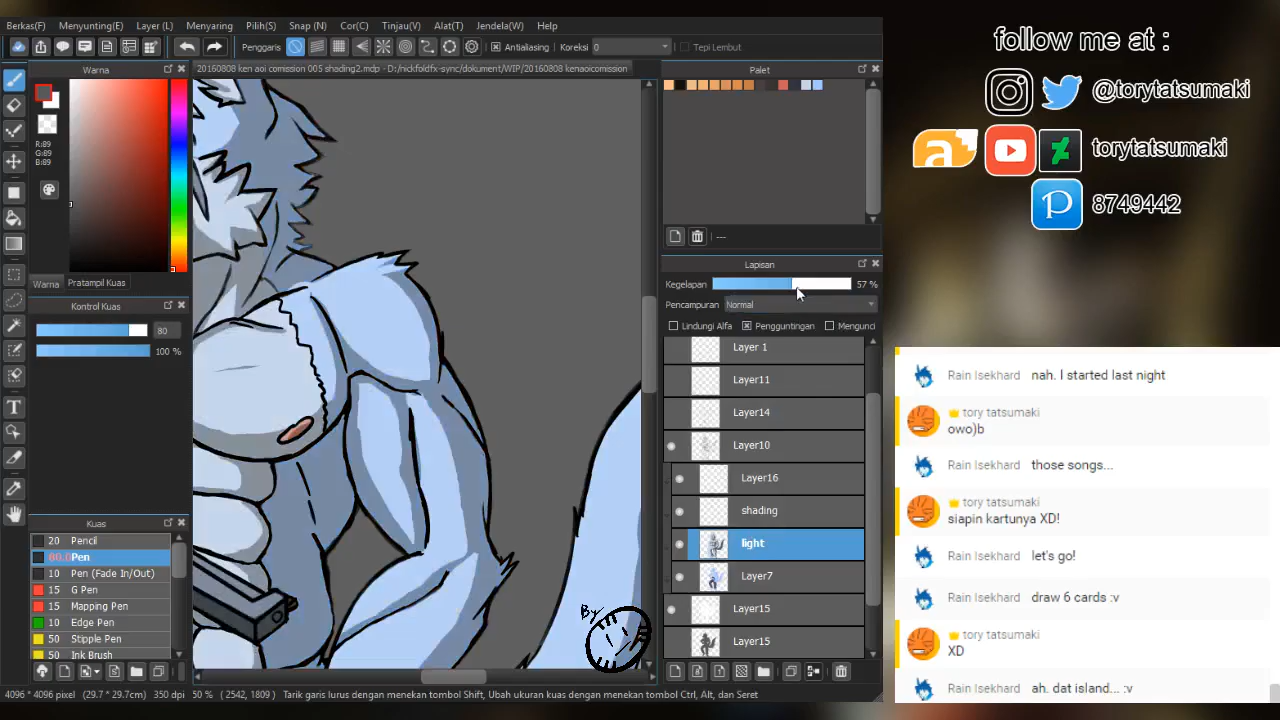 Berkas(F) Menyunting(E) Layer (L) Menyaring Pilih(S) Snap (N) Cor(C) Tinjau(V) Alat(T) Jendela(W) Help
Penggaris Antialiasing Koreksi 0 Tepi Lembut
Warna
R:89
G:89
B:89
Warna Pratampil Kuas
Kontrol Kuas
80
100 %
Kuas
20 Pencil
80.0 Pen
10 Pen (Fade In/Out)
15 G Pen
15 Mapping Pen
10 Edge Pen
50 Stipple Pen
50 Ink Brush
20160808 ken aoi comission 005 shading2.mdp - D:/nickfoldfx-sync/dokument/WIP/20160808 kenaoicomission
By
Palet
---
Lapisan
Kegelapan 57 %
Pencampuran Normal
Lindungi Alfa Pengguntingan Mengunci
Layer 1
Layer11
Layer14
Layer10
Layer16
shading
light
Layer7
Layer15
Layer15
4096 * 4096 pixel (29.7 * 29.7cm) 350 dpi 50 % ( 2542, 1809 ) Tarik garis lurus dengan menekan tombol Shift, Ubah ukuran kuas dengan menekan tombol Ctrl, Alt, dan Seret
follow me at :
@torytatsumaki
torytatsumaki
8749442
Rain Isekhard nah. I started last night
tory tatsumaki
owo)b
Rain Isekhard those songs...
tory tatsumaki
siapin kartunya XD!
Rain Isekhard let's go!
Rain Isekhard draw 6 cards :v
tory tatsumaki
XD
Rain Isekhard ah. dat island... :v